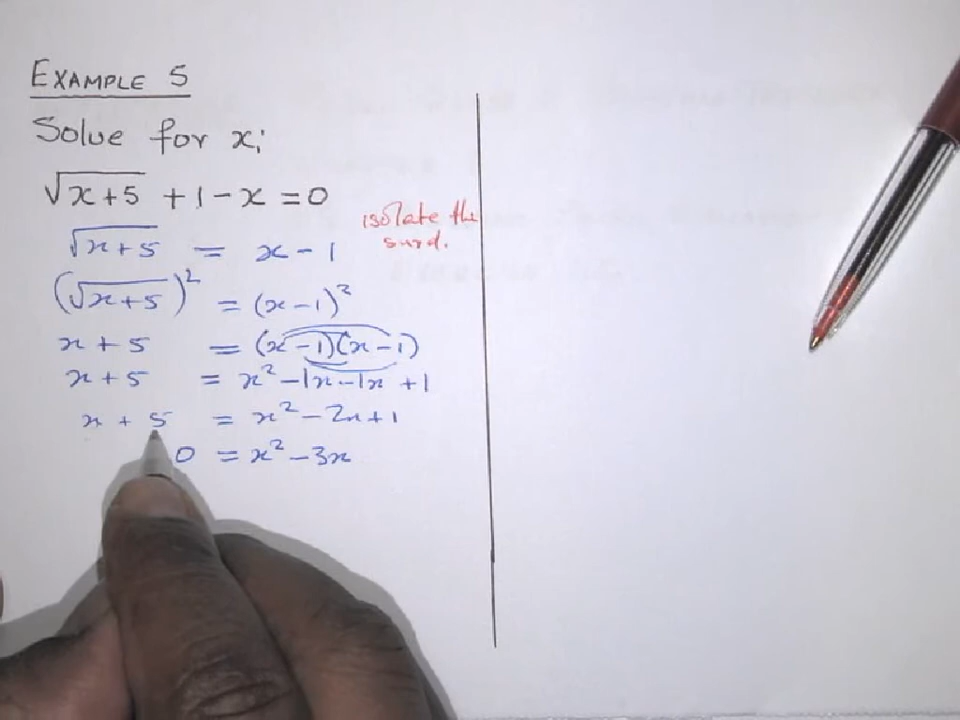 EXAMPLE 5
Solve for x;
√x+5 + 1 - x = 0
isolate the
surd.
√x+5 = x - 1
(√x+5)² = (x - 1)²
x + 5 = (x - 1)(x - 1)
x + 5 = x² - 1x - 1x + 1
x + 5 = x² - 2x + 1
0 = x² - 3x